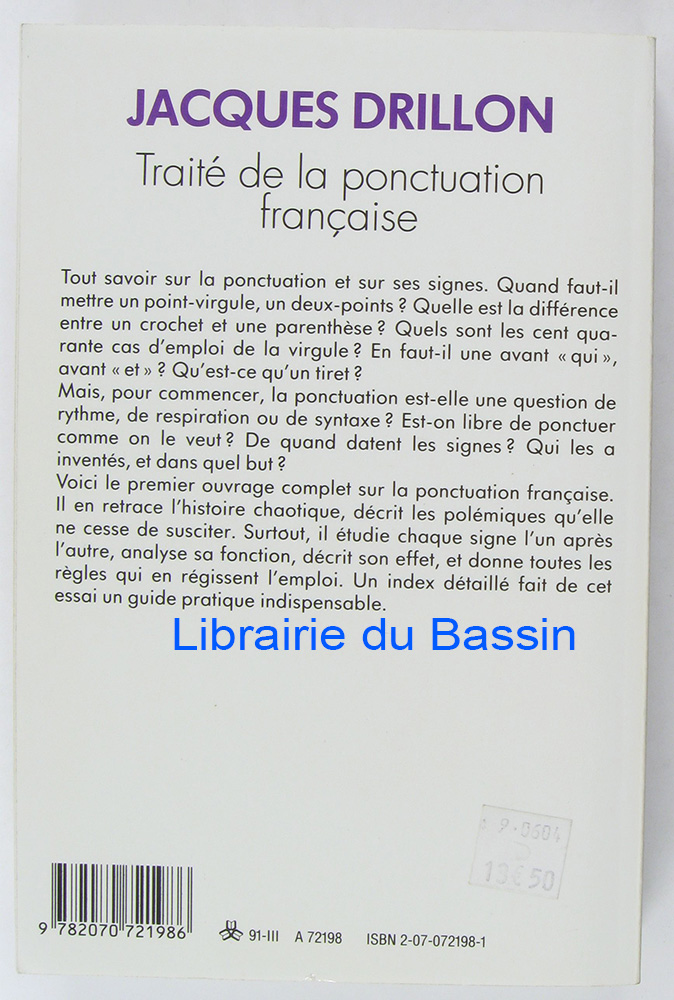 JACQUES DRILLON
Traité de la ponctuation
française
Tout savoir sur la ponctuation et sur ses signes. Quand faut-il
mettre un point-virgule, un deux-points ? Quelle est la différence
entre un crochet et une parenthèse ? Quels sont les cent qua-
rante cas d'emploi de la virgule ? En faut-il une avant « qui »,
avant « et » ? Qu'est-ce qu'un tiret ?
Mais, pour commencer, la ponctuation est-elle une question de
rythme, de respiration ou de syntaxe ? Est-on libre de ponctuer
comme on le veut ? De quand datent les signes ? Qui les a
inventés, et dans quel but ?
Voici le premier ouvrage complet sur la ponctuation française.
Il en retrace l'histoire chaotique, décrit les polémiques qu'elle
ne cesse de susciter. Surtout, il étudie chaque signe l'un après
l'autre, analyse sa fonction, décrit son effet, et donne toutes les
règles qui en régissent l'emploi. Un index détaillé fait de cet
essai un guide pratique indispensable.
Librairie du Bassin
9·0604
13€50
9 782070 721986
91-III A 72198 ISBN 2-07-072198-1